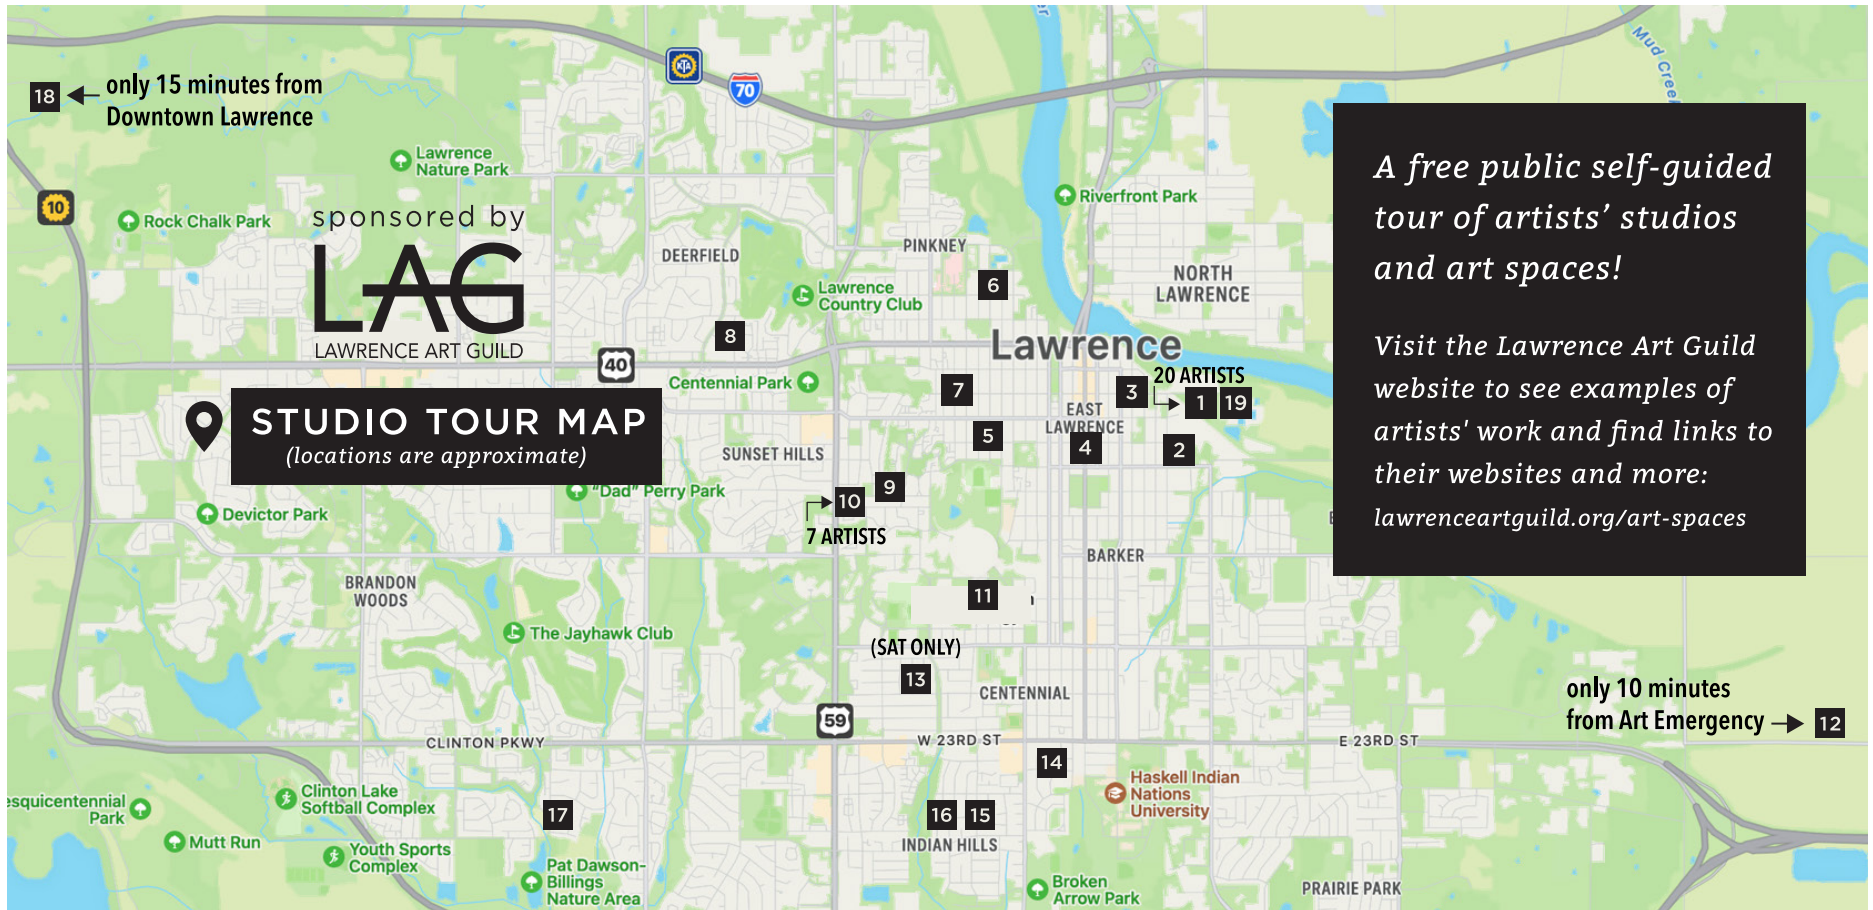 18
only 15 minutes from
Downtown Lawrence
KTA
70
Mud Creek
10
Lawrence
Nature Park
Rock Chalk Park
sponsored by
LAG
LAWRENCE ART GUILD
DEERFIELD
PINKNEY
Riverfront Park
NORTH
LAWRENCE
Lawrence
Country Club
6
8
Lawrence
40
Centennial Park
7
3
20 ARTISTS
1
19
STUDIO TOUR MAP
(locations are approximate)
EAST
LAWRENCE
5
4
2
SUNSET HILLS
"Dad" Perry Park
9
10
7 ARTISTS
Devictor Park
A free public self-guided
tour of artists’ studios
and art spaces!
Visit the Lawrence Art Guild
website to see examples of
artists' work and find links to
their websites and more:
lawrenceartguild.org/art-spaces
BARKER
BRANDON
WOODS
11
The Jayhawk Club
(SAT ONLY)
13
CENTENNIAL
only 10 minutes
from Art Emergency
12
59
CLINTON PKWY
W 23RD ST
E 23RD ST
14
Haskell Indian
Nations
University
Clinton Lake
Softball Complex
esquicentennial
Park
17
16
15
INDIAN HILLS
Mutt Run
Youth Sports
Complex
Pat Dawson-
Billings
Nature Area
Broken
Arrow Park
PRAIRIE PARK